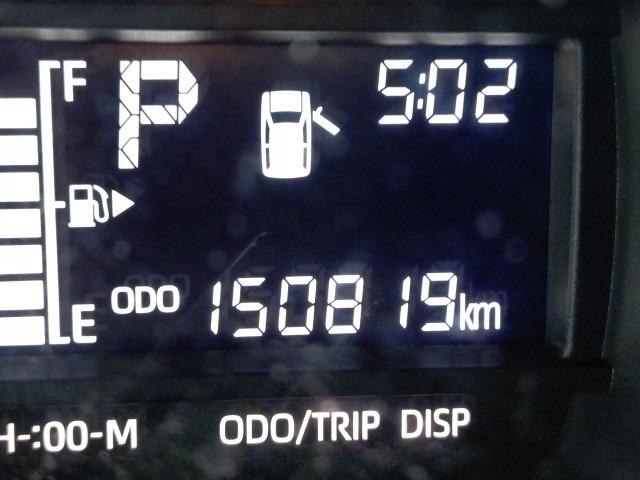 F
P
5:02
E
ODO 150819km
H-:00-M
ODO/TRIP DISP